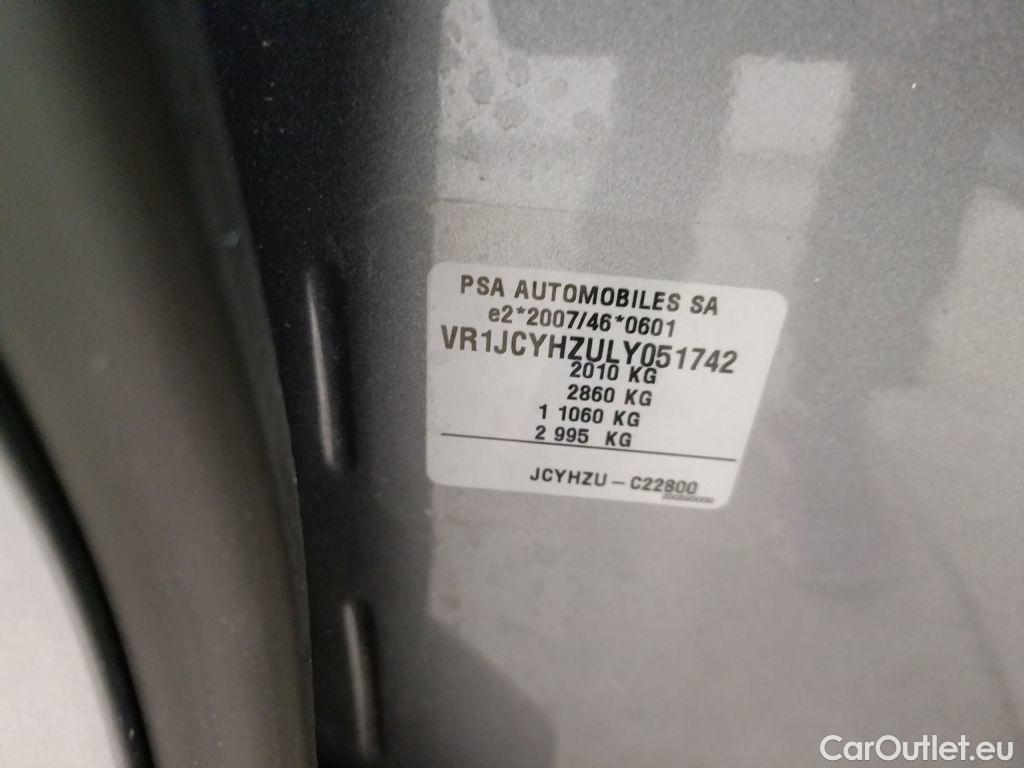 PSA AUTOMOBILES SA
e2*2007/46*0601
VR1JCYHZULY051742
2010 KG
2860 KG
1 1060 KG
2 995 KG
JCYHZU - C22800
CarOutlet.eu